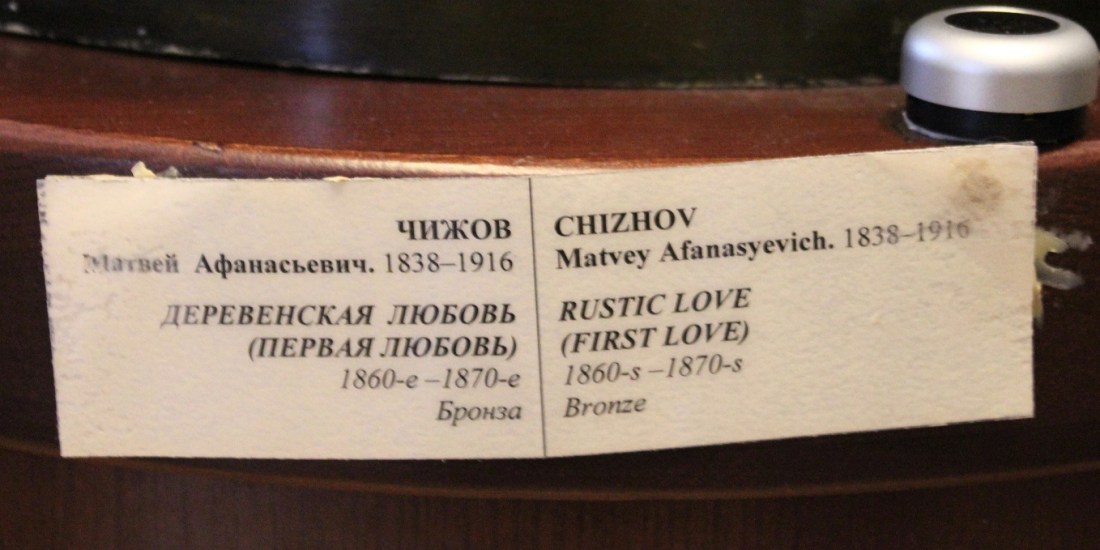 ЧИЖОВ
Матвей Афанасьевич. 1838–1916
ДЕРЕВЕНСКАЯ ЛЮБОВЬ
(ПЕРВАЯ ЛЮБОВЬ)
1860-е –1870-е
Бронза
CHIZHOV
Matvey Afanasyevich. 1838–1916
RUSTIC LOVE
(FIRST LOVE)
1860-s –1870-s
Bronze